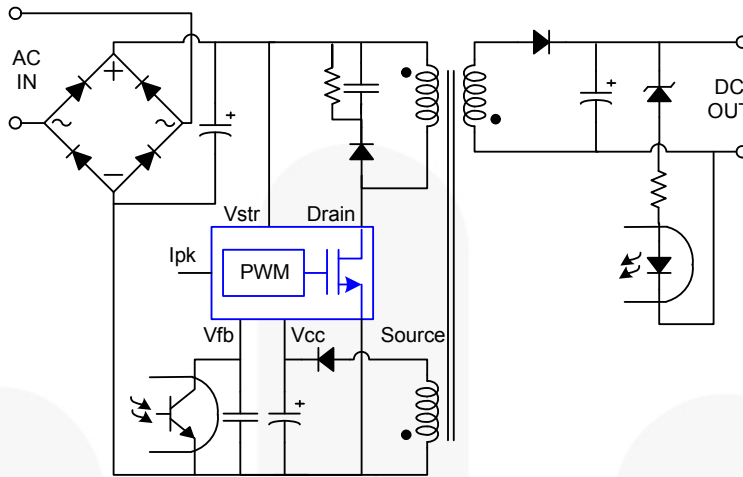 AC
IN
DC
OUT
Vstr
Drain
Ipk
PWM
Vfb
Vcc
Source